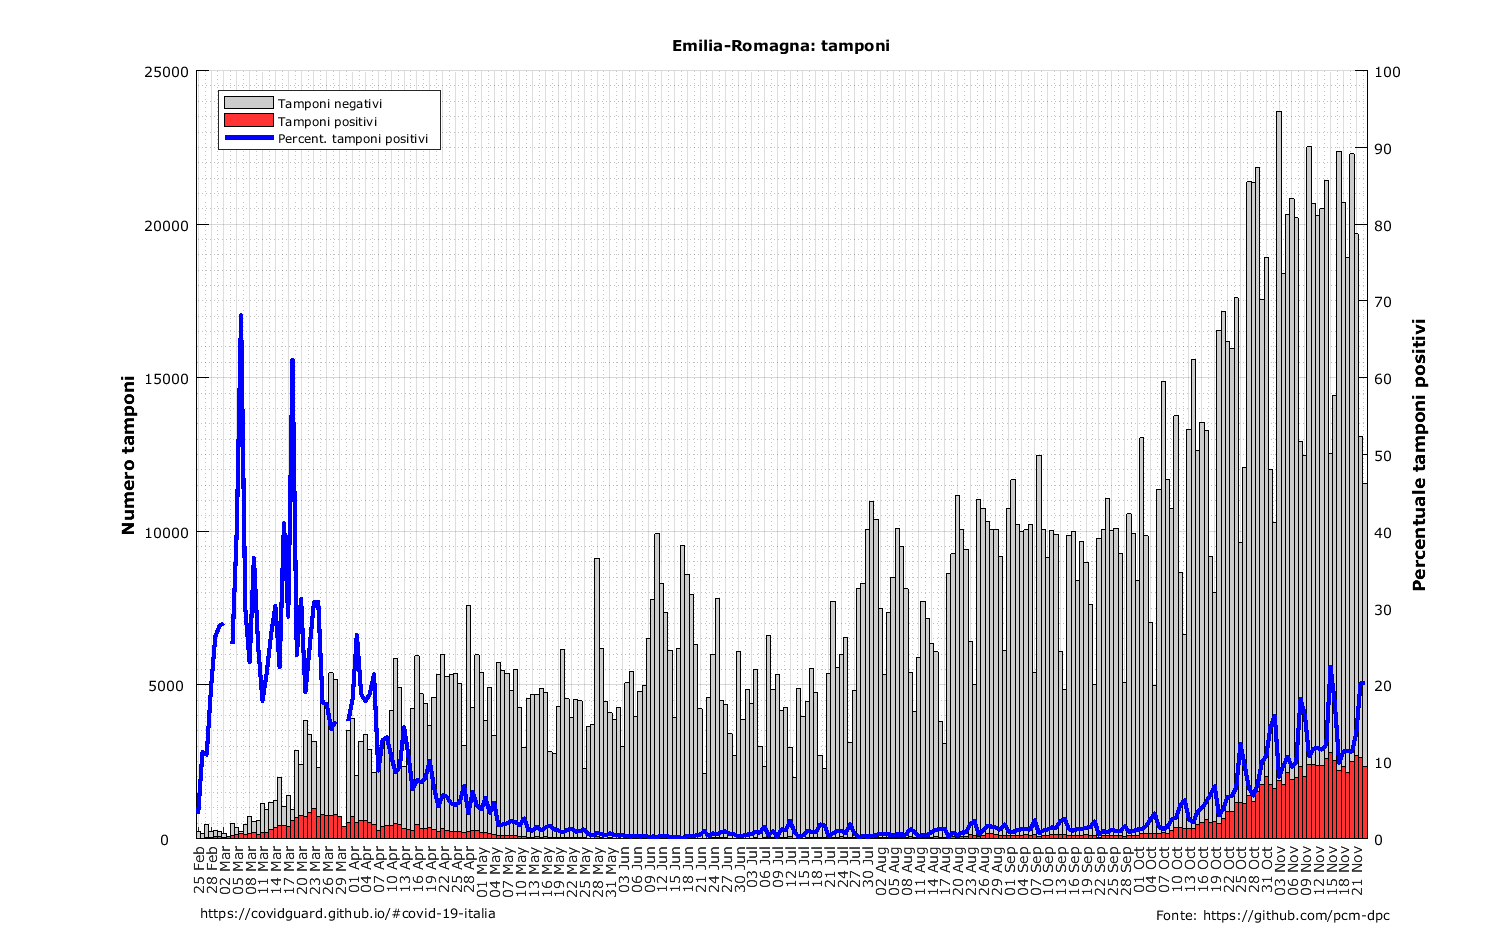 Emilia-Romagna: tamponi
25000
20000
15000
10000
5000
0
100
90
80
70
60
50
40
30
20
10
0
Tamponi negativi
Tamponi positivi
Percent. tamponi positivi
Numero tamponi
Percentuale tamponi positivi
25 Feb
28 Feb
02 Mar
05 Mar
08 Mar
11 Mar
14 Mar
17 Mar
20 Mar
23 Mar
26 Mar
29 Mar
01 Apr
04 Apr
07 Apr
10 Apr
13 Apr
16 Apr
19 Apr
22 Apr
25 Apr
28 Apr
01 May
04 May
07 May
10 May
13 May
16 May
19 May
22 May
25 May
28 May
31 May
03 Jun
06 Jun
09 Jun
12 Jun
15 Jun
18 Jun
21 Jun
24 Jun
27 Jun
30 Jun
03 Jul
06 Jul
09 Jul
12 Jul
15 Jul
18 Jul
21 Jul
24 Jul
27 Jul
30 Jul
02 Aug
05 Aug
08 Aug
11 Aug
14 Aug
17 Aug
20 Aug
23 Aug
26 Aug
29 Aug
01 Sep
04 Sep
07 Sep
10 Sep
13 Sep
16 Sep
19 Sep
22 Sep
25 Sep
28 Sep
01 Oct
04 Oct
07 Oct
10 Oct
13 Oct
16 Oct
19 Oct
22 Oct
25 Oct
28 Oct
31 Oct
03 Nov
06 Nov
09 Nov
12 Nov
15 Nov
18 Nov
21 Nov
https://covidguard.github.io/#covid-19-italia
Fonte: https://github.com/pcm-dpc